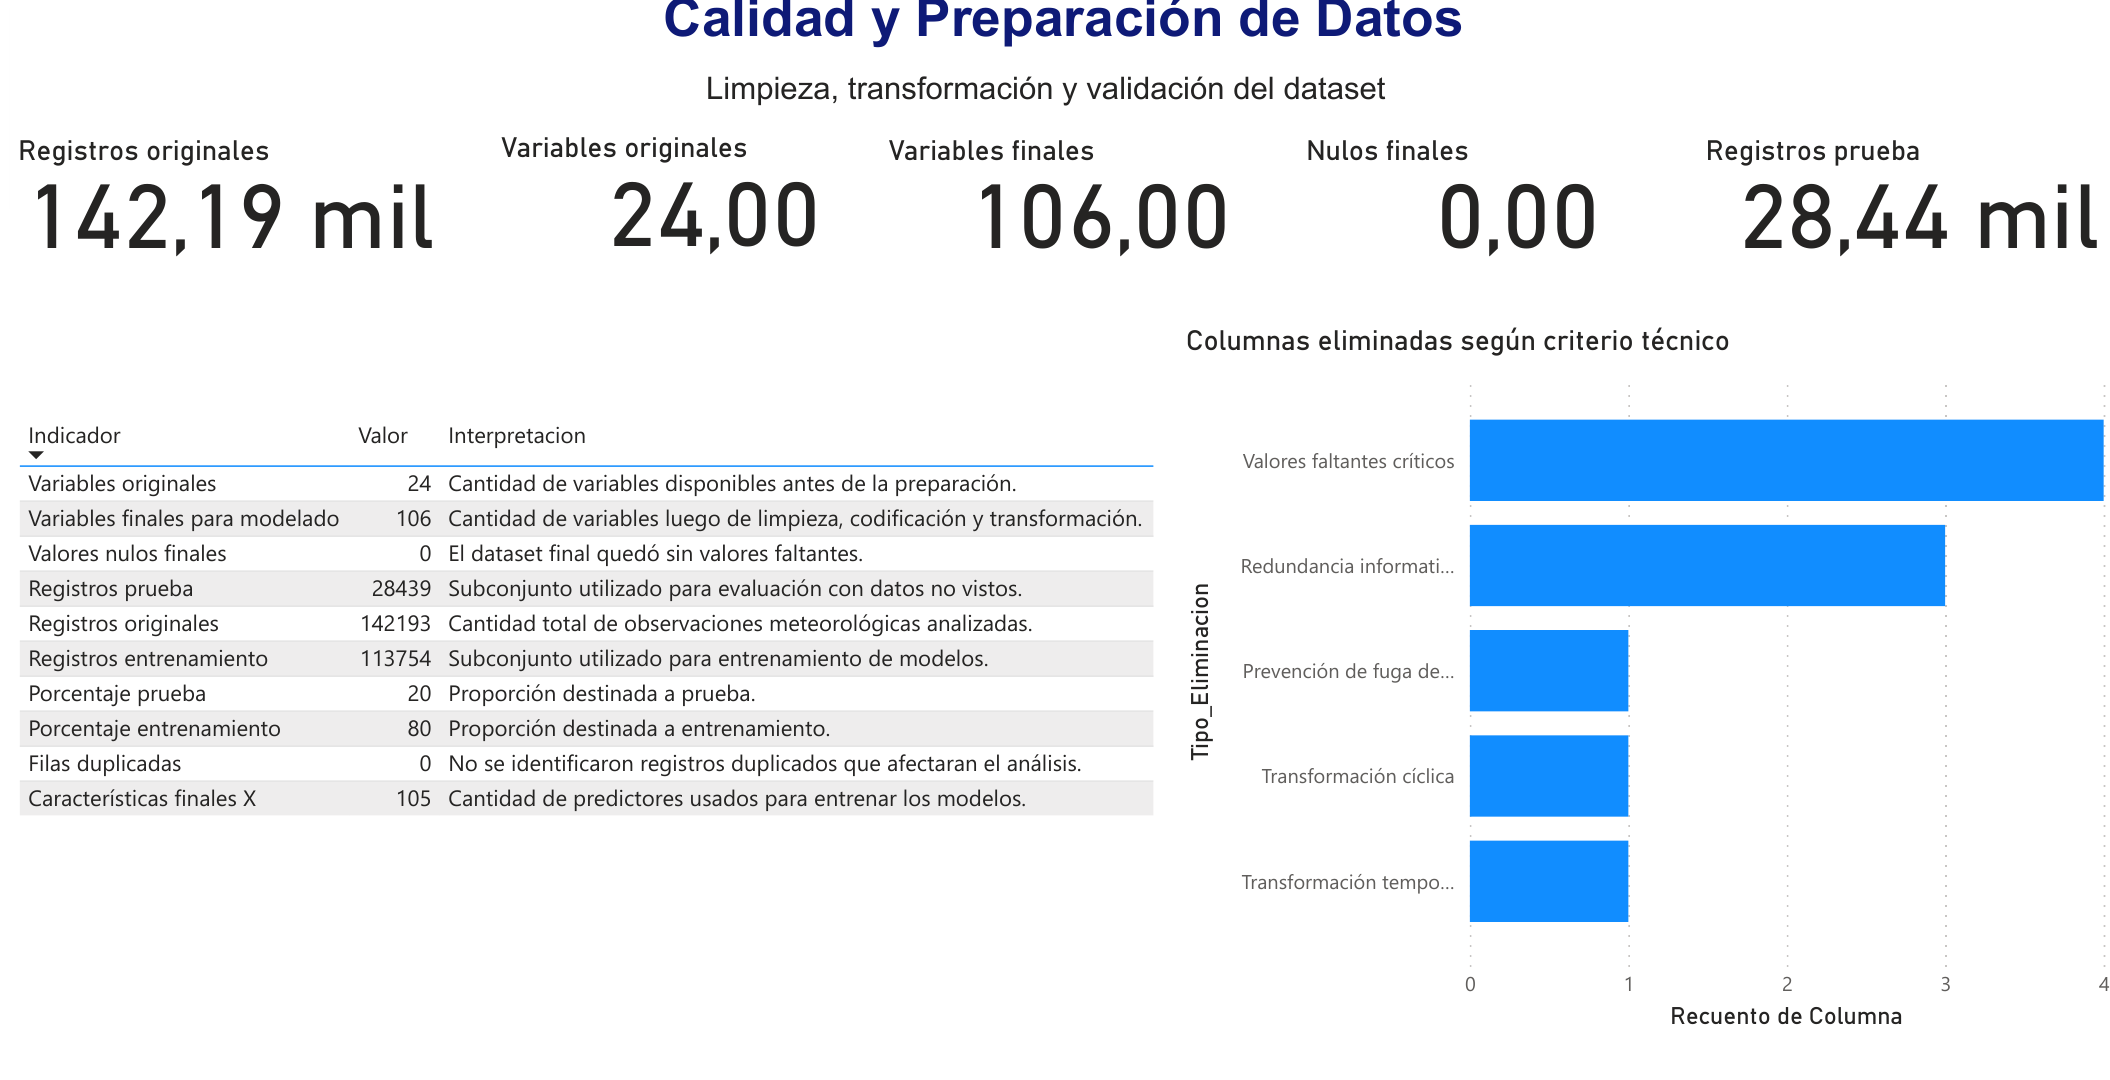 Calidad y Preparación de Datos
Limpieza, transformación y validación del dataset
Registros originales
142,19 mil
Variables originales
24,00
Variables finales
106,00
Nulos finales
0,00
Registros prueba
28,44 mil
Indicador Valor Interpretacion
Variables originales 24 Cantidad de variables disponibles antes de la preparación.
Variables finales para modelado 106 Cantidad de variables luego de limpieza, codificación y transformación.
Valores nulos finales 0 El dataset final quedó sin valores faltantes.
Registros prueba 28439 Subconjunto utilizado para evaluación con datos no vistos.
Registros originales 142193 Cantidad total de observaciones meteorológicas analizadas.
Registros entrenamiento 113754 Subconjunto utilizado para entrenamiento de modelos.
Porcentaje prueba 20 Proporción destinada a prueba.
Porcentaje entrenamiento 80 Proporción destinada a entrenamiento.
Filas duplicadas 0 No se identificaron registros duplicados que afectaran el análisis.
Características finales X 105 Cantidad de predictores usados para entrenar los modelos.
Columnas eliminadas según criterio técnico
Tipo_Eliminacion
Valores faltantes críticos
Redundancia informati...
Prevención de fuga de...
Transformación cíclica
Transformación tempo...
0 1 2 3 4
Recuento de Columna